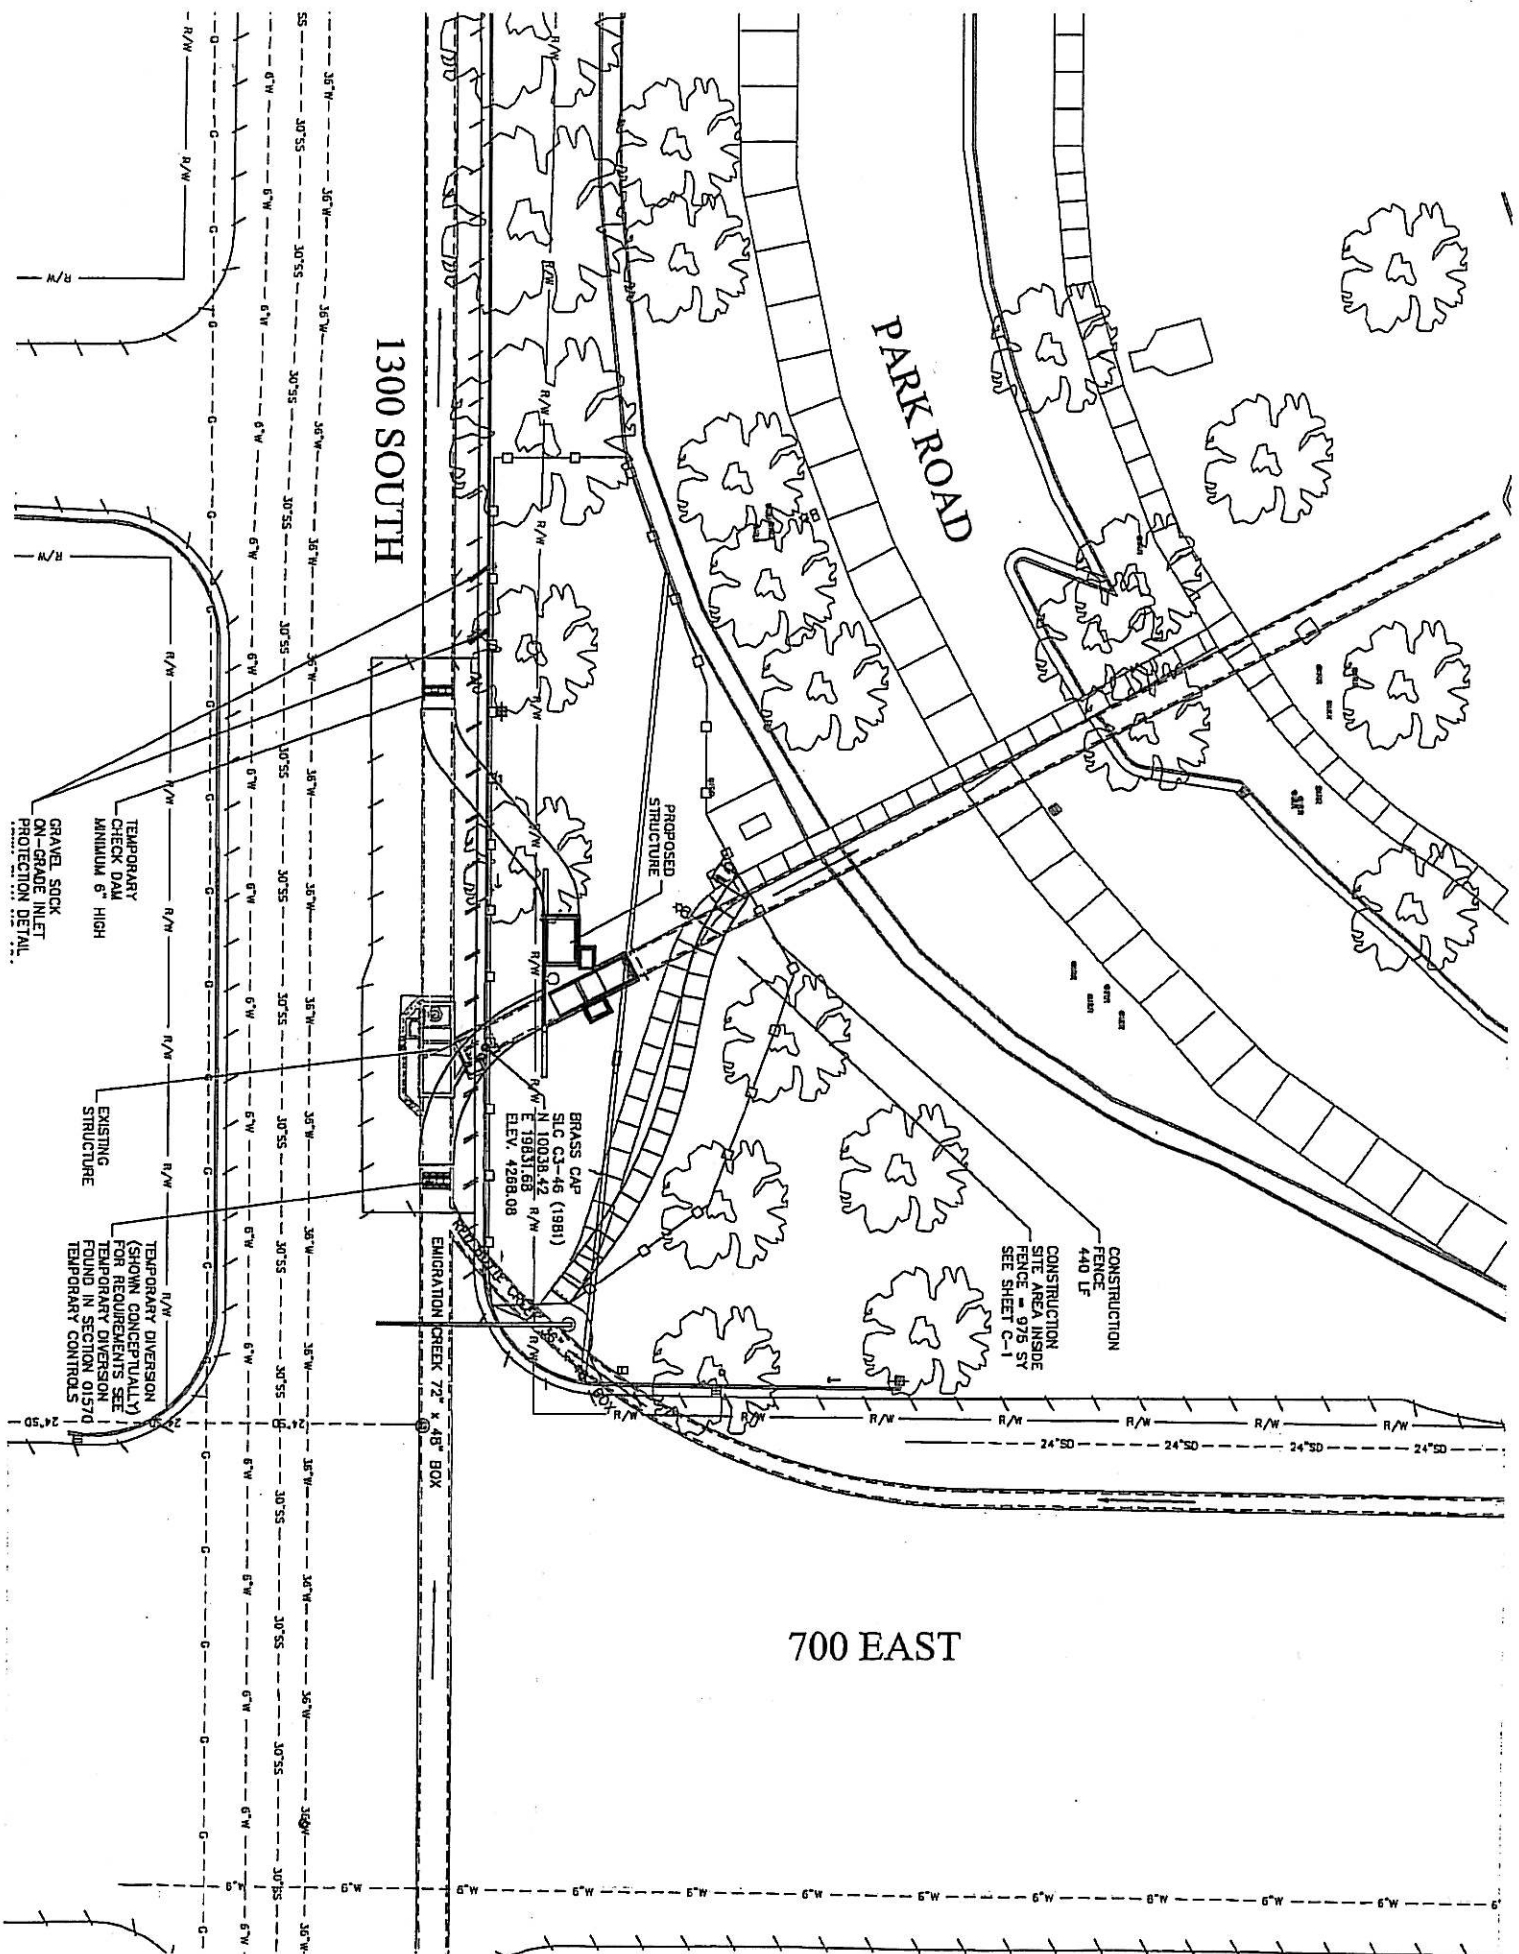 PARK ROAD
1300 SOUTH
700 EAST
PROPOSED
STRUCTURE
TEMPORARY
CHECK DAM
MINIMUM 6" HIGH
GRAVEL SOCK
ON-GRADE INLET
PROTECTION DETAIL
EXISTING
STRUCTURE
BRASS CAP
SLC C3-46 (1981)
N 10038.42
E 19831.68
ELEV. 4268.08
CONSTRUCTION
FENCE
440 LF
CONSTRUCTION
SITE AREA INSIDE
FENCE = 975 SY
SEE SHEET C-1
TEMPORARY DIVERSION
(SHOWN CONCEPTUALLY)
FOR REQUIREMENTS SEE
TEMPORARY DIVERSION
FOUND IN SECTION 01570
TEMPORARY CONTROLS
EMIGRATION CREEK 72" x 48" BOX
CREEK
BOX
R/W
G
6"W
30"SS
36"W
24"SD